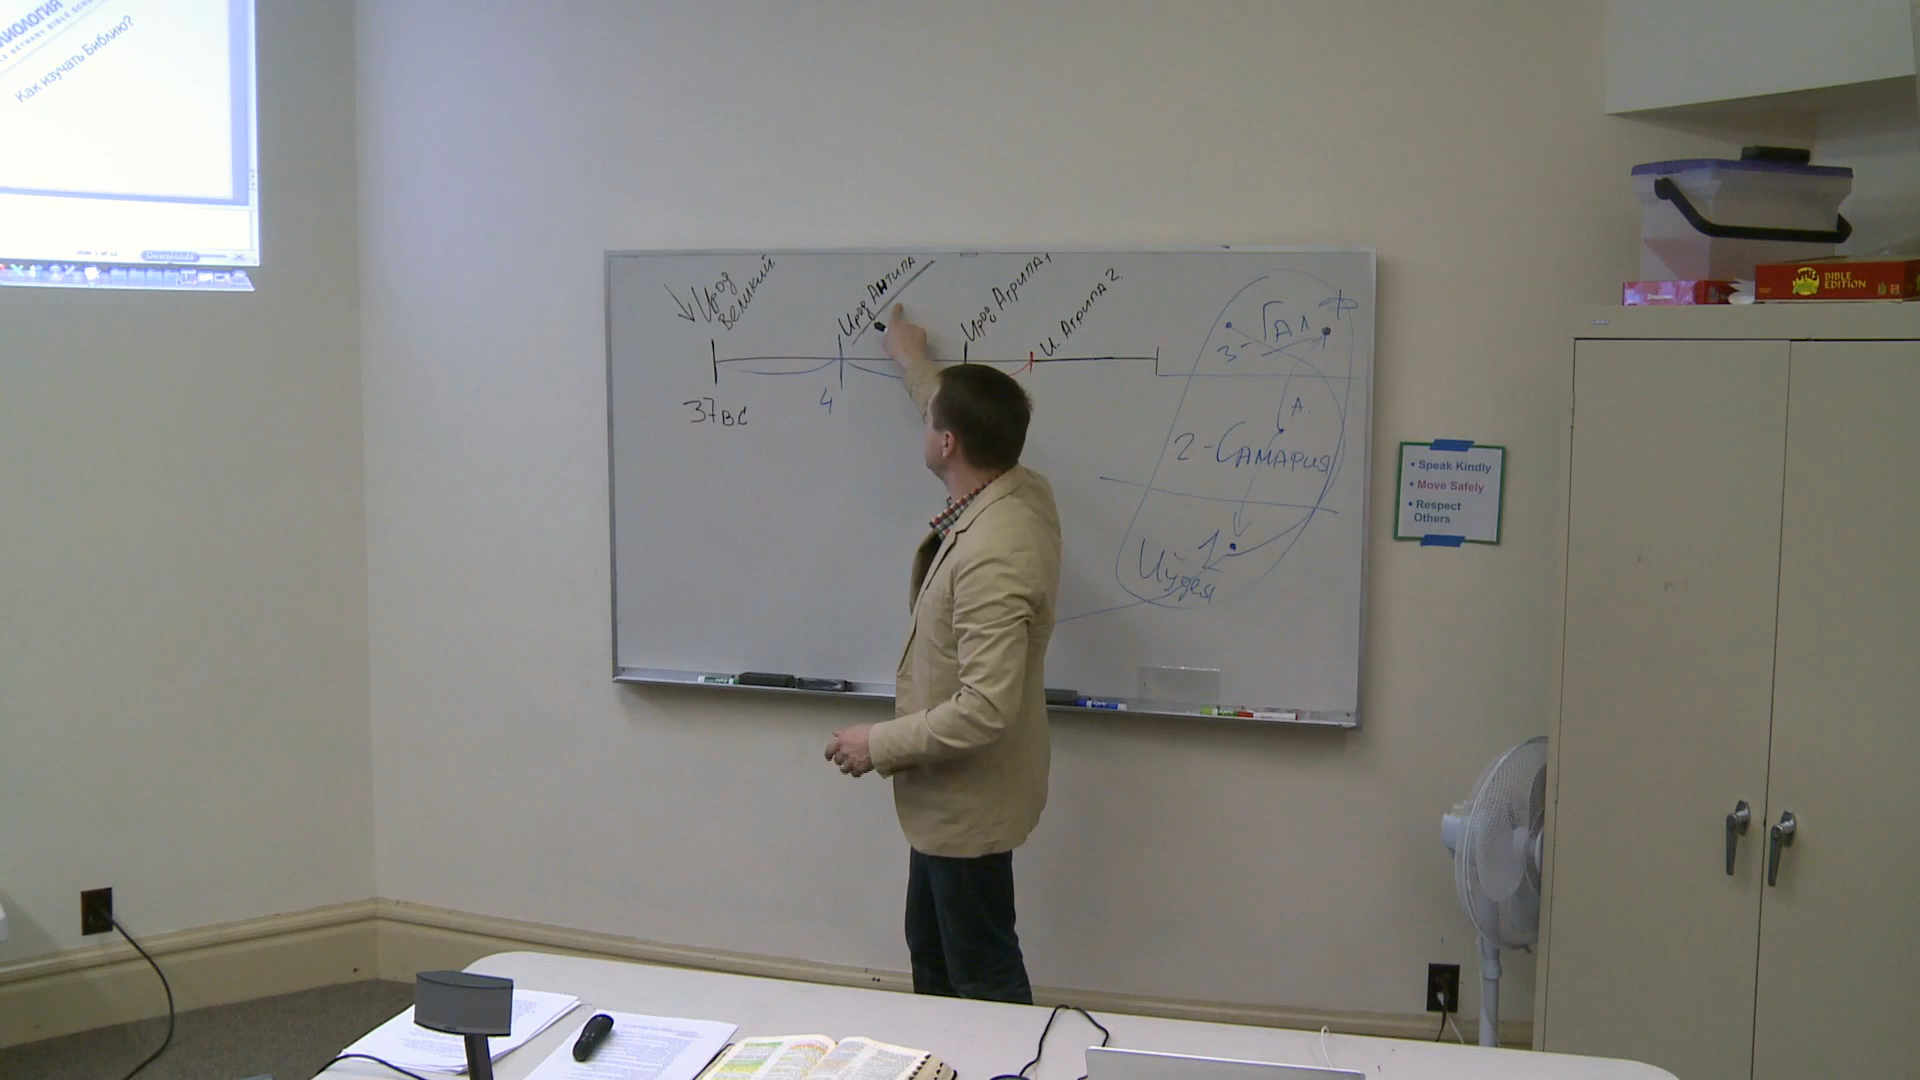 Как изучать Библию?
Downloads
Ирод
великий
Ирод Антипа
Ирод Агрипа 1
И. Агрипа 2.
37 BC
4
3-ГАЛ
А.
2-САМАРИЯ
1
Иудея
• Speak Kindly
• Move Safely
• Respect
Others
BIBLE
EDITION